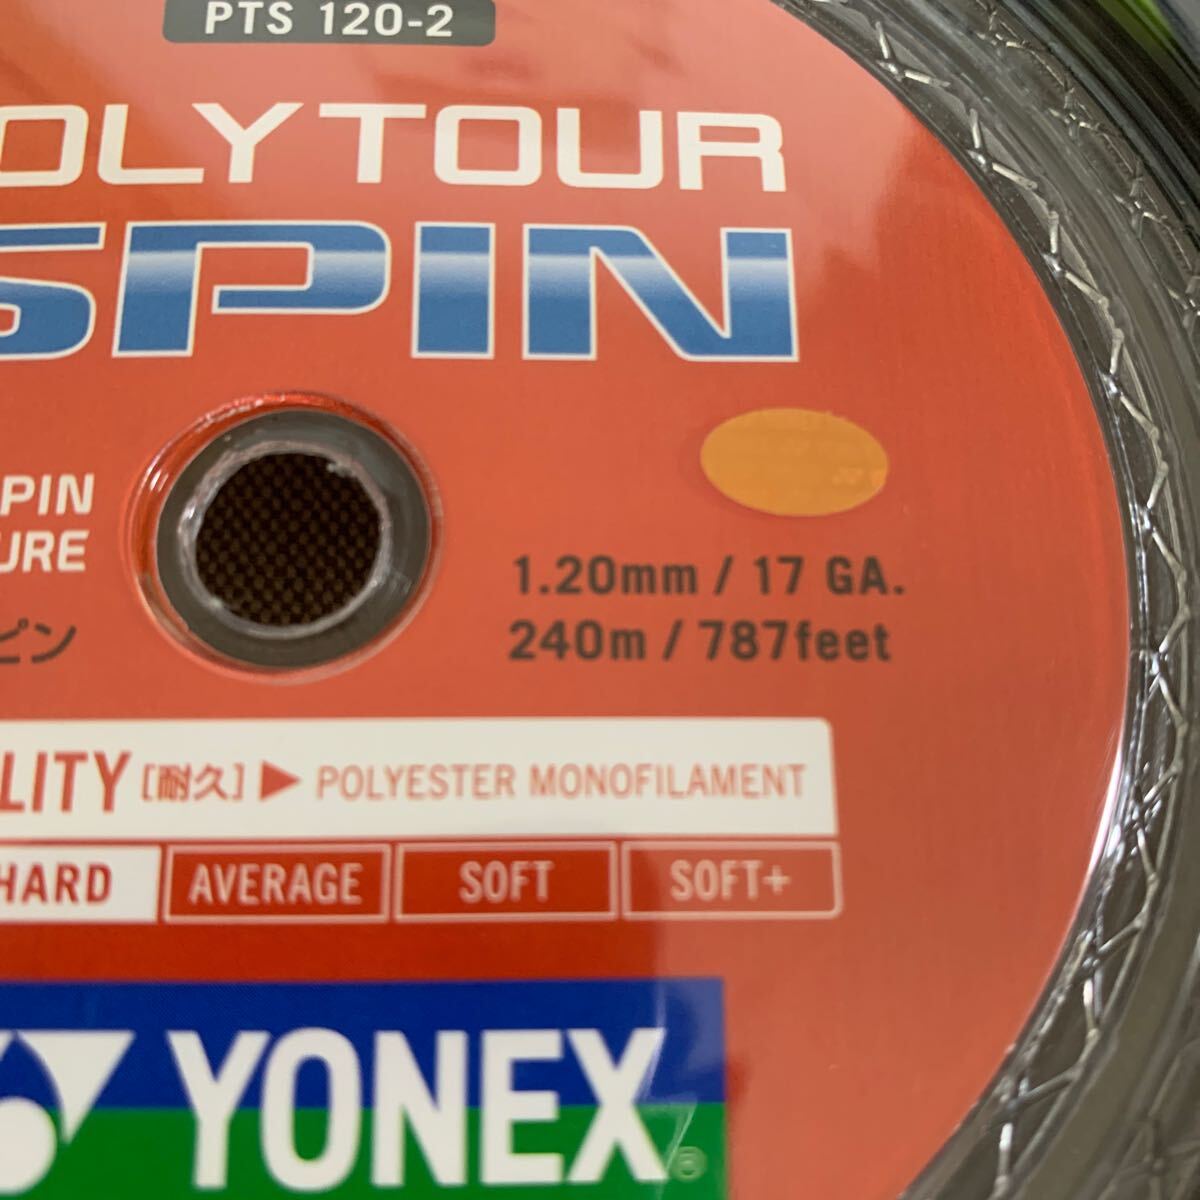 PTS 120-2
OLYTOUR
SPIN
PIN
URE
ピン
1.20mm / 17 GA.
240m / 787feet
LITY [耐久] ▶ POLYESTER MONOFILAMENT
HARD AVERAGE SOFT SOFT+
YONEX®